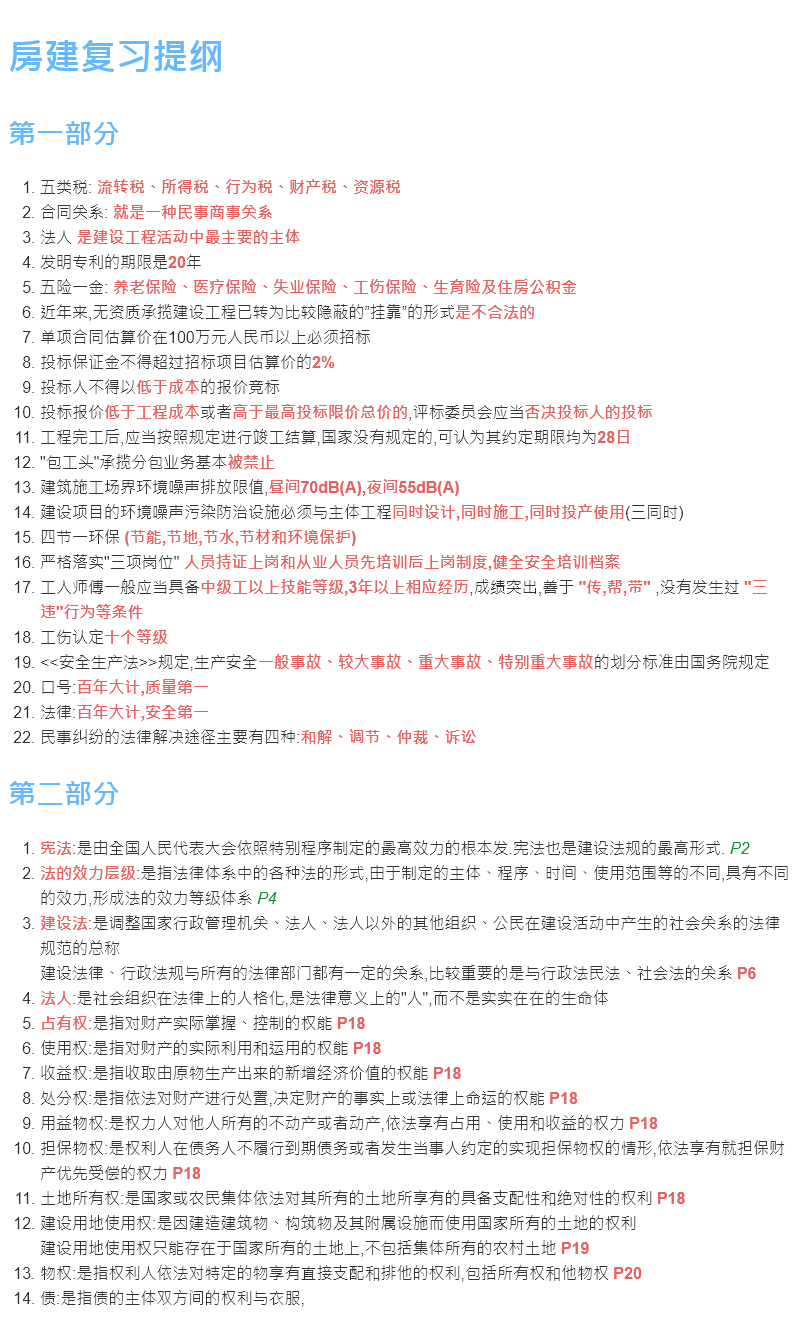 房建复习提纲
第一部分
1. 五类税: 流转税、所得税、行为税、财产税、资源税
2. 合同关系: 就是一种民事商事关系
3. 法人 是建设工程活动中最主要的主体
4. 发明专利的期限是20年
5. 五险一金: 养老保险、医疗保险、失业保险、工伤保险、生育险及住房公积金
6. 近年来,无资质承揽建设工程已转为比较隐蔽的”挂靠”的形式是不合法的
7. 单项合同估算价在100万元人民币以上必须招标
8. 投标保证金不得超过招标项目估算价的2%
9. 投标人不得以低于成本的报价竞标
10. 投标报价低于工程成本或者高于最高投标限价总价的,评标委员会应当否决投标人的投标
11. 工程完工后,应当按照规定进行竣工结算,国家没有规定的,可认为其约定期限均为28日
12. "包工头"承揽分包业务基本被禁止
13. 建筑施工场界环境噪声排放限值,昼间70dB(A),夜间55dB(A)
14. 建设项目的环境噪声污染防治设施必须与主体工程同时设计,同时施工,同时投产使用(三同时)
15. 四节一环保 (节能,节地,节水,节材和环境保护)
16. 严格落实"三项岗位" 人员持证上岗和从业人员先培训后上岗制度,健全安全培训档案
17. 工人师傅一般应当具备中级工以上技能等级,3年以上相应经历,成绩突出,善于 "传,帮,带" ,没有发生过 "三
违"行为等条件
18. 工伤认定十个等级
19. <<安全生产法>>规定,生产安全一般事故、较大事故、重大事故、特别重大事故的划分标准由国务院规定
20. 口号:百年大计,质量第一
21. 法律:百年大计,安全第一
22. 民事纠纷的法律解决途径主要有四种:和解、调节、仲裁、诉讼
第二部分
1. 宪法:是由全国人民代表大会依照特别程序制定的最高效力的根本发.宪法也是建设法规的最高形式. P2
2. 法的效力层级:是指法律体系中的各种法的形式,由于制定的主体、程序、时间、使用范围等的不同,具有不同
的效力,形成法的效力等级体系 P4
3. 建设法:是调整国家行政管理机关、法人、法人以外的其他组织、公民在建设活动中产生的社会关系的法律
规范的总称
建设法律、行政法规与所有的法律部门都有一定的关系,比较重要的是与行政法民法、社会法的关系 P6
4. 法人:是社会组织在法律上的人格化,是法律意义上的"人",而不是实实在在的生命体
5. 占有权:是指对财产实际掌握、控制的权能 P18
6. 使用权:是指对财产的实际利用和运用的权能 P18
7. 收益权:是指收取由原物生产出来的新增经济价值的权能 P18
8. 处分权:是指依法对财产进行处置,决定财产的事实上或法律上命运的权能 P18
9. 用益物权:是权力人对他人所有的不动产或者动产,依法享有占用、使用和收益的权力 P18
10. 担保物权:是权利人在债务人不履行到期债务或者发生当事人约定的实现担保物权的情形,依法享有就担保财
产优先受偿的权力 P18
11. 土地所有权:是国家或农民集体依法对其所有的土地所享有的具备支配性和绝对性的权利 P18
12. 建设用地使用权:是因建造建筑物、构筑物及其附属设施而使用国家所有的土地的权利
建设用地使用权只能存在于国家所有的土地上,不包括集体所有的农村土地 P19
13. 物权:是指权利人依法对特定的物享有直接支配和排他的权利,包括所有权和他物权 P20
14. 债:是指债的主体双方间的权利与衣服,